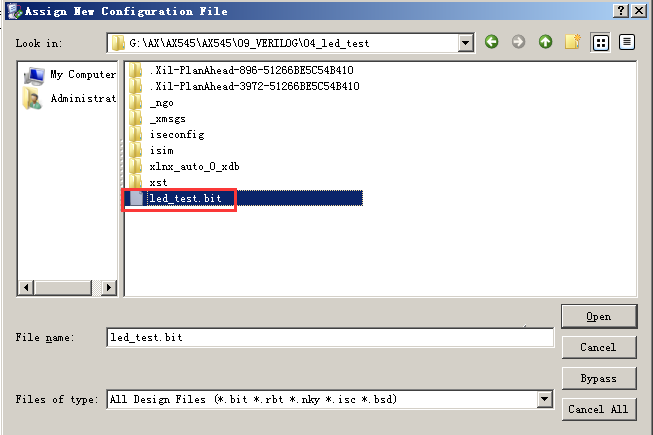 Assign New Configuration File
Look in: G:\AX\AX545\AX545\09_VERILOG\04_led_test
My Computer
Administrat
.Xil-PlanAhead-896-51266BE5C54B410
.Xil-PlanAhead-3972-51266BE5C54B410
_ngo
_xmsgs
iseconfig
isim
xlnx_auto_0_xdb
xst
led_test.bit
Open
File name: led_test.bit
Cancel
Bypass
Files of type: All Design Files (*.bit *.rbt *.nky *.isc *.bsd)
Cancel All